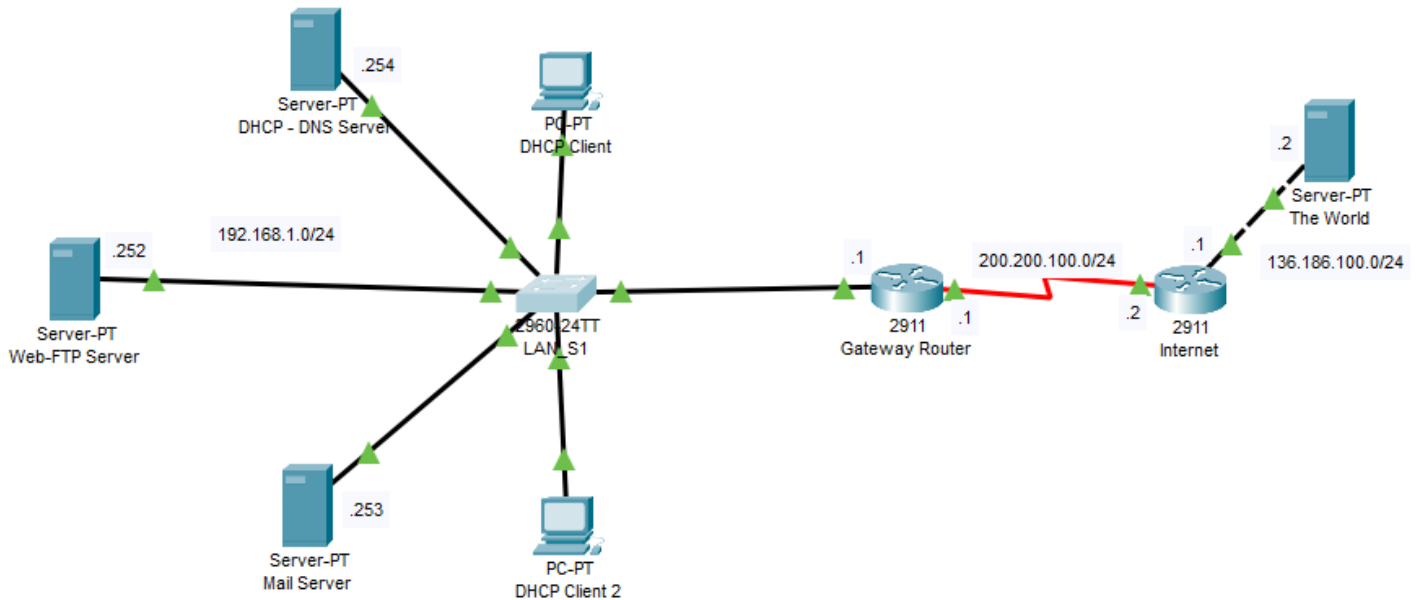 .254
Server-PT
DHCP - DNS Server
PC-PT
DHCP Client
.252
192.168.1.0/24
Server-PT
Web-FTP Server
2960-24TT
LAN_S1
.253
Server-PT
Mail Server
PC-PT
DHCP Client 2
.1
2911
Gateway Router
.1
200.200.100.0/24
.2
2911
Internet
.1
136.186.100.0/24
.2
Server-PT
The World